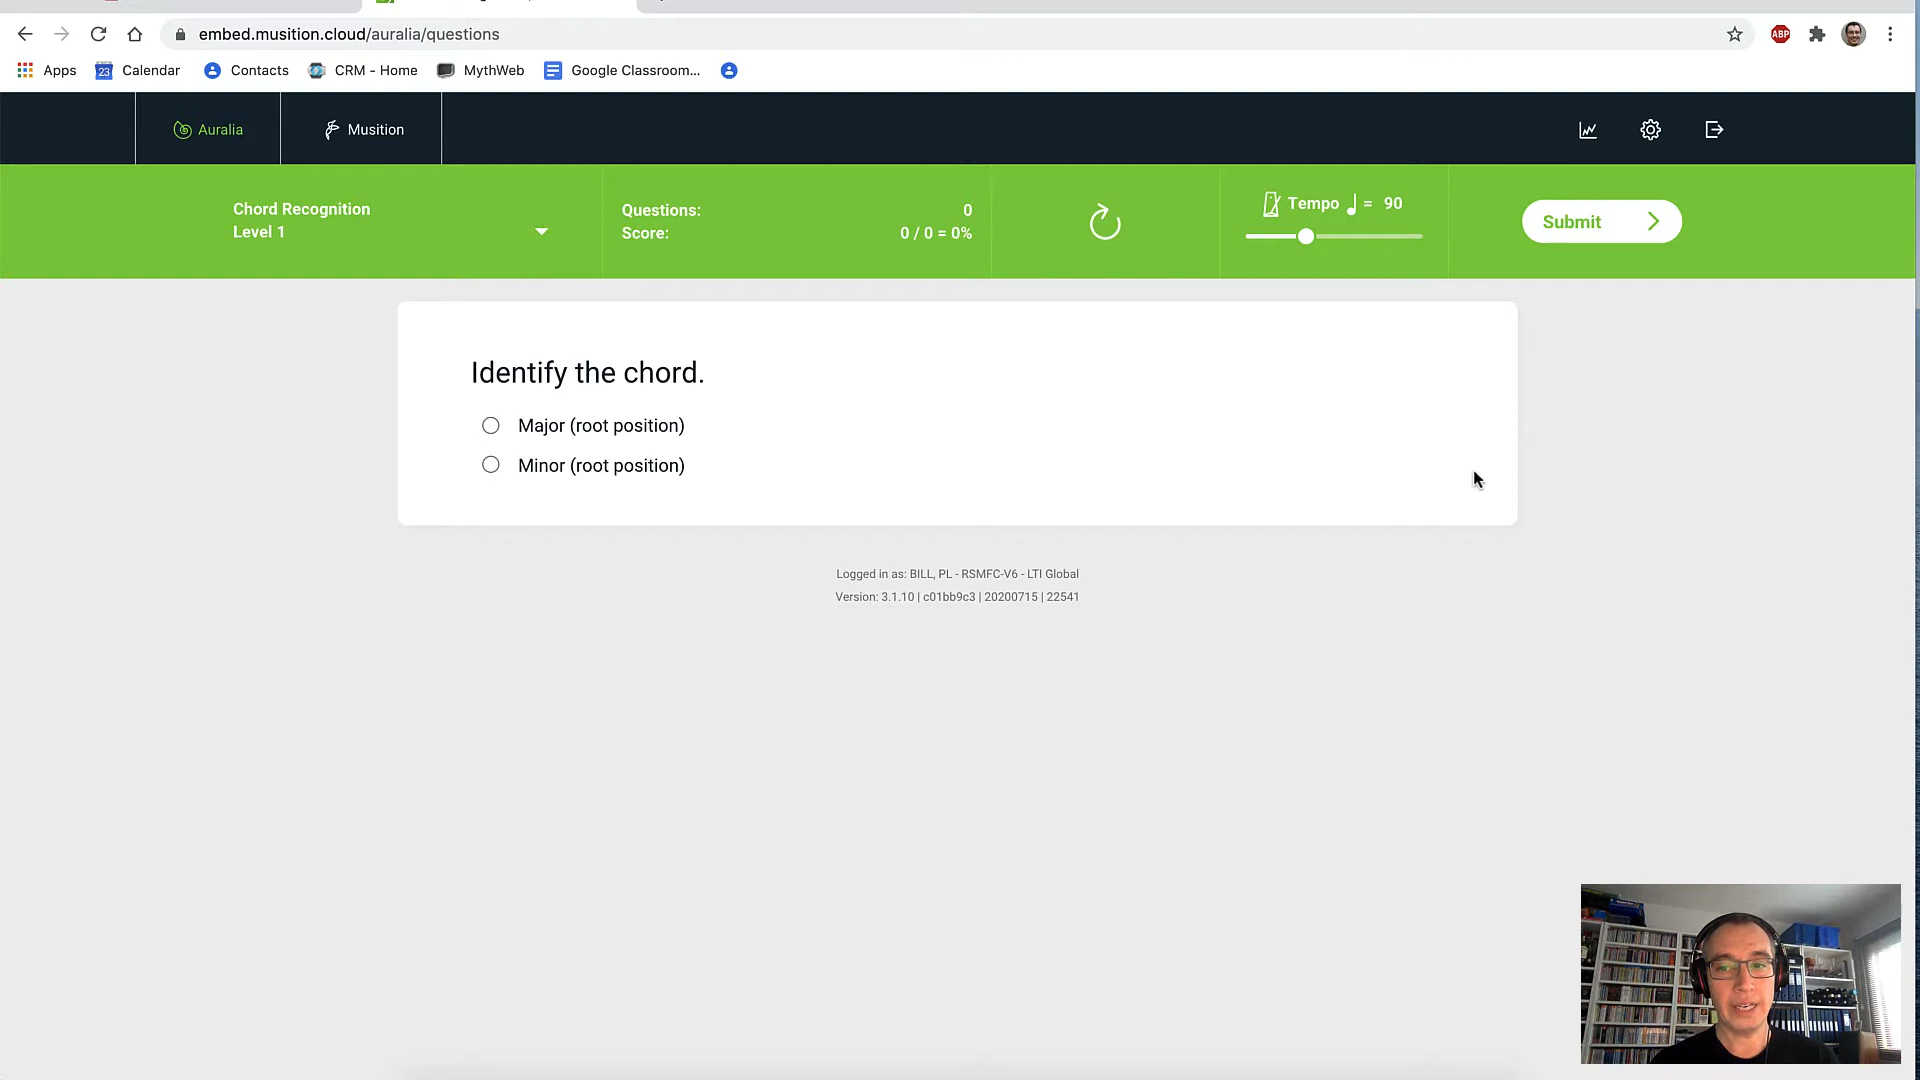 embed.musition.cloud/auralia/questions
ABP
Apps
23
Calendar
Contacts
CRM - Home
MythWeb
Google Classroom...
Auralia
Musition
Chord Recognition
Level 1
Questions: 0
Score: 0 / 0 = 0%
Tempo = 90
Submit
Identify the chord.
Major (root position)
Minor (root position)
Logged in as: BILL, PL - RSMFC-V6 - LTI Global
Version: 3.1.10 | c01bb9c3 | 20200715 | 22541